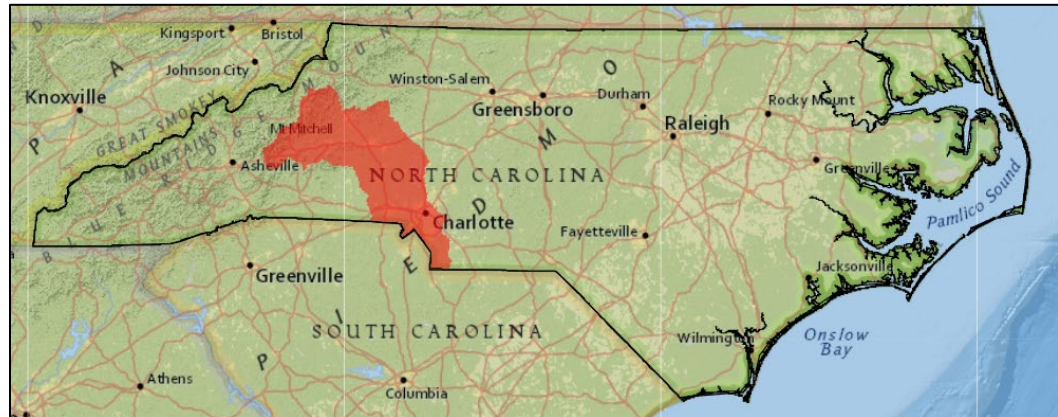 Kingsport
Bristol
Johnson City
Knoxville
GREAT SMOKEY
MOUNTAINS
Mt Mitchell
Asheville
Winston-Salem
Greensboro
Durham
Raleigh
Rocky Mount
Greenville
NORTH CAROLINA
Charlotte
Fayetteville
Pamlico Sound
Jacksonville
Greenville
SOUTH CAROLINA
Wilmington
Onslow
Bay
Athens
Columbia
P I E D M O